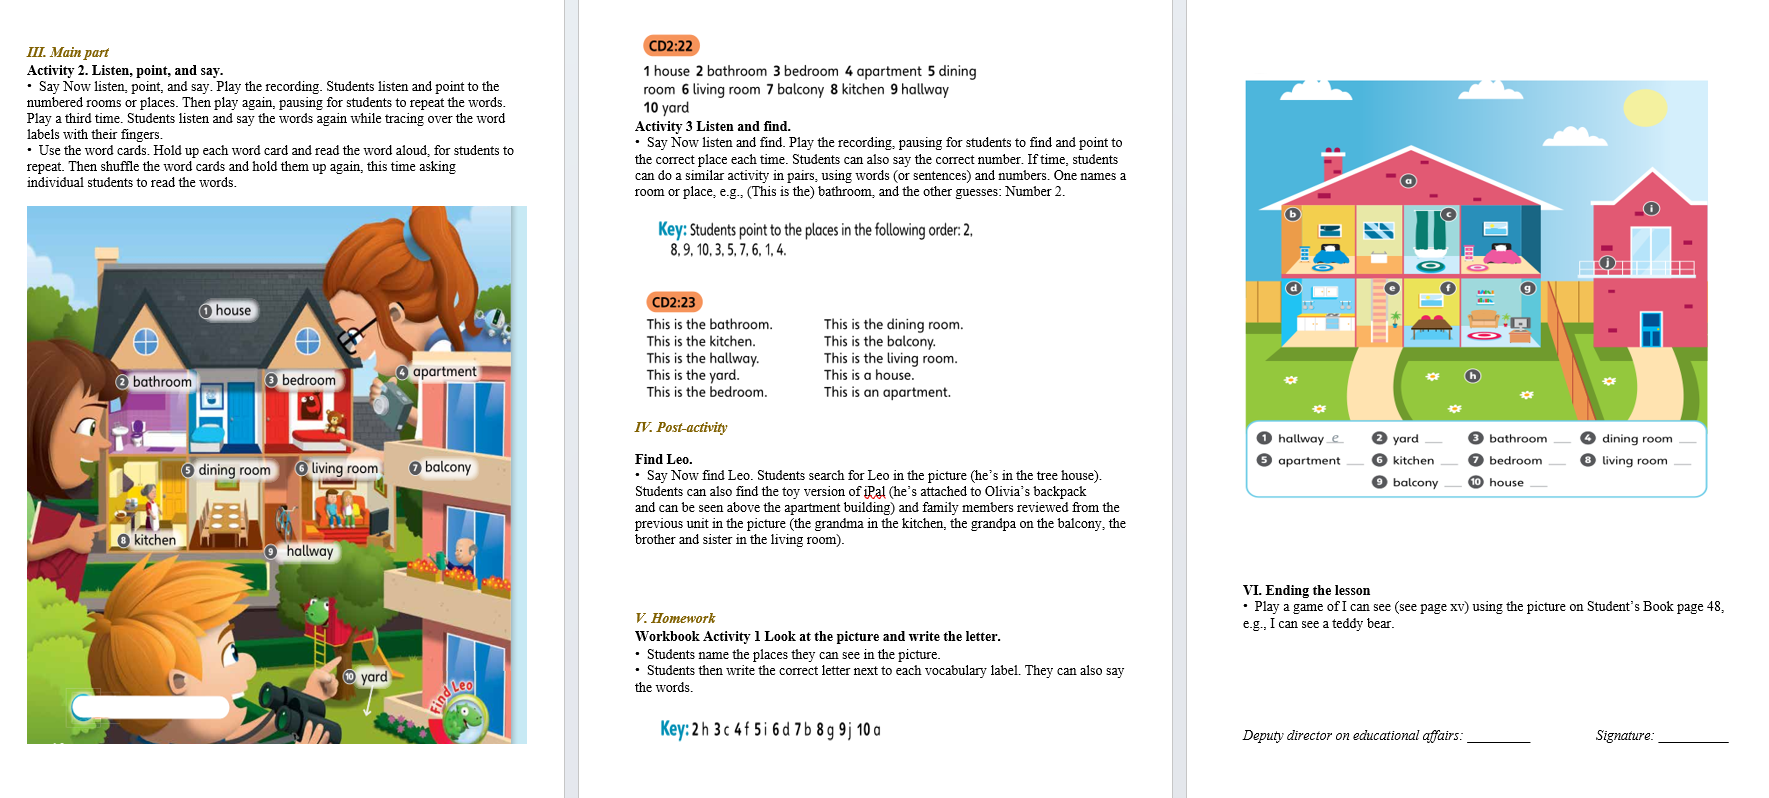 III. Main part
Activity 2. Listen, point, and say.
• Say Now listen, point, and say. Play the recording. Students listen and point to the
numbered rooms or places. Then play again, pausing for students to repeat the words.
Play a third time. Students listen and say the words again while tracing over the word
labels with their fingers.
• Use the word cards. Hold up each word card and read the word aloud, for students to
repeat. Then shuffle the word cards and hold them up again, this time asking
individual students to read the words.
1 house
2 bathroom
3 bedroom
4 apartment
5 dining room
6 living room
7 balcony
8 kitchen
9 hallway
10 yard
Find Leo
CD2:22
1 house 2 bathroom 3 bedroom 4 apartment 5 dining
room 6 living room 7 balcony 8 kitchen 9 hallway
10 yard
Activity 3 Listen and find.
• Say Now listen and find. Play the recording, pausing for students to find and point to
the correct place each time. Students can also say the correct number. If time, students
can do a similar activity in pairs, using words (or sentences) and numbers. One names a
room or place, e.g., (This is the) bathroom, and the other guesses: Number 2.
Key: Students point to the places in the following order: 2,
8, 9, 10, 3, 5, 7, 6, 1, 4.
CD2:23
This is the bathroom.
This is the kitchen.
This is the hallway.
This is the yard.
This is the bedroom.
This is the dining room.
This is the balcony.
This is the living room.
This is a house.
This is an apartment.
IV. Post-activity
Find Leo.
• Say Now find Leo. Students search for Leo in the picture (he's in the tree house).
Students can also find the toy version of iPal (he's attached to Olivia's backpack
and can be seen above the apartment building) and family members reviewed from the
previous unit in the picture (the grandma in the kitchen, the grandpa on the balcony, the
brother and sister in the living room).
V. Homework
Workbook Activity 1 Look at the picture and write the letter.
• Students name the places they can see in the picture.
• Students then write the correct letter next to each vocabulary label. They can also say
the words.
Key: 2 h 3 c 4 f 5 i 6 d 7 b 8 g 9 j 10 a
a
b
c
i
j
d
e
f
g
h
1 hallway e 2 yard ___ 3 bathroom ___ 4 dining room ___
5 apartment ___ 6 kitchen ___ 7 bedroom ___ 8 living room ___
9 balcony ___ 10 house ___
VI. Ending the lesson
• Play a game of I can see (see page xv) using the picture on Student's Book page 48,
e.g., I can see a teddy bear.
Deputy director on educational affairs: _________ Signature: __________